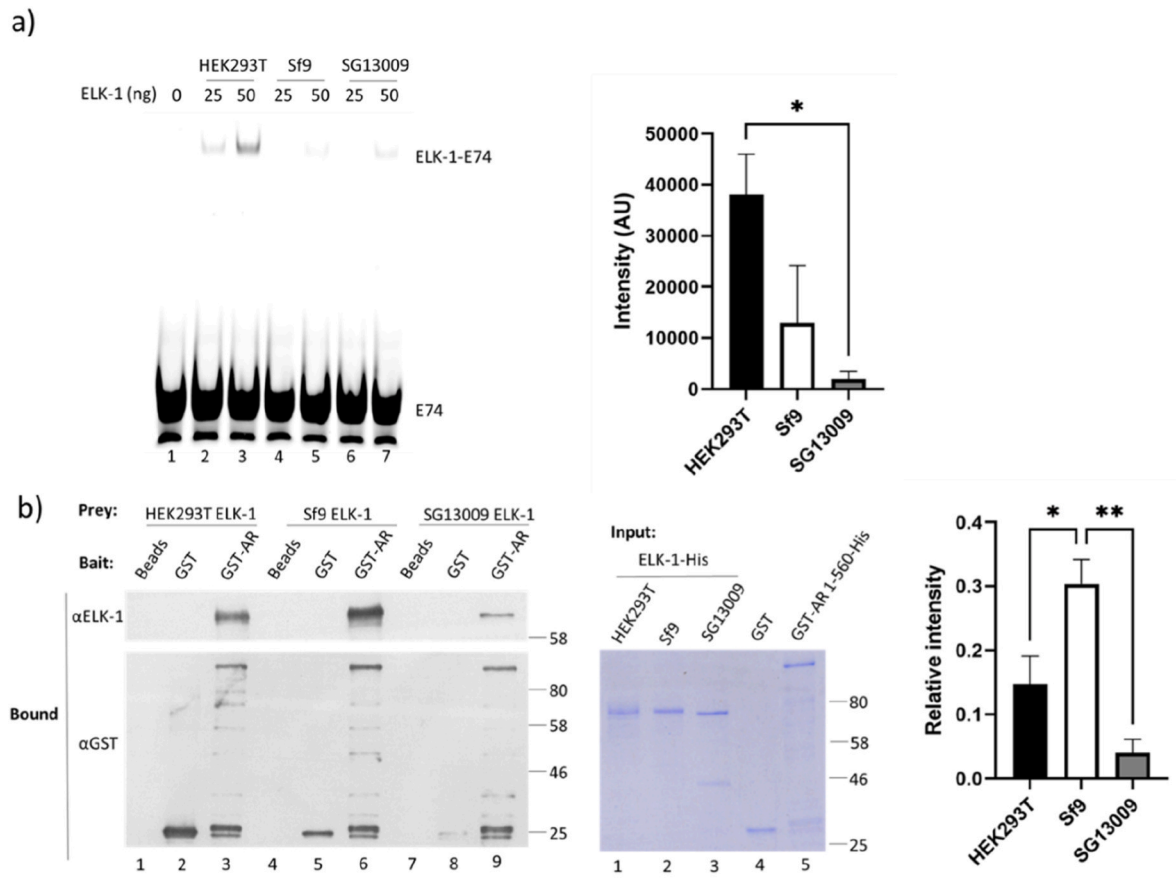 a)
HEK293T Sf9 SG13009
ELK-1 (ng) 0 25 50 25 50 25 50
ELK-1-E74
E74
1 2 3 4 5 6 7
*
50000
40000
30000
20000
10000
0
Intensity (AU)
HEK293T
Sf9
SG13009
b)
Prey: HEK293T ELK-1 Sf9 ELK-1 SG13009 ELK-1
Bait: Beads GST GST-AR Beads GST GST-AR Beads GST GST-AR
Bound
αELK-1
58
αGST
80
58
46
25
1 2 3 4 5 6 7 8 9
Input:
ELK-1-His
HEK293T Sf9 SG13009 GST GST-AR 1-560-His
80
58
46
25
1 2 3 4 5
* **
0.4
0.3
0.2
0.1
0.0
Relative intensity
HEK293T
Sf9
SG13009